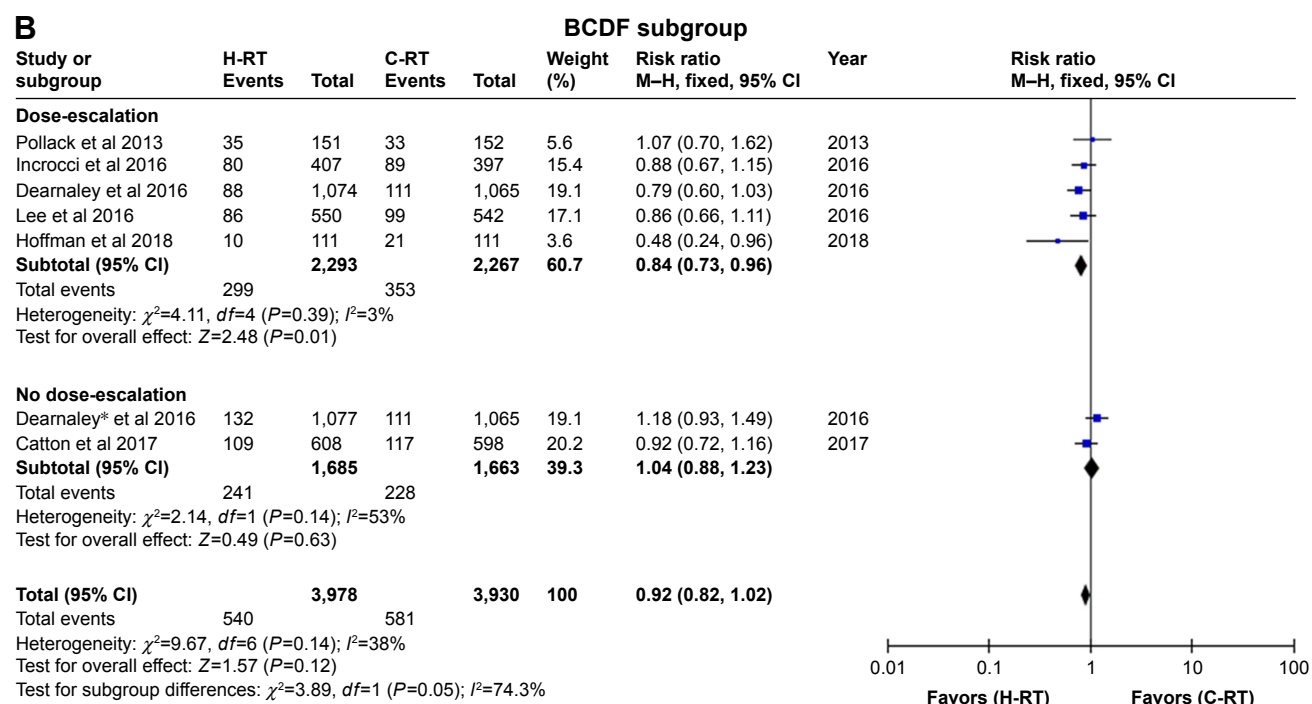 B
BCDF subgroup
Study or H-RT C-RT Weight Risk ratio Year Risk ratio
subgroup Events Total Events Total (%) M–H, fixed, 95% CI M–H, fixed, 95% CI
Dose-escalation
Pollack et al 2013 35 151 33 152 5.6 1.07 (0.70, 1.62) 2013
Incrocci et al 2016 80 407 89 397 15.4 0.88 (0.67, 1.15) 2016
Dearnaley et al 2016 88 1,074 111 1,065 19.1 0.79 (0.60, 1.03) 2016
Lee et al 2016 86 550 99 542 17.1 0.86 (0.66, 1.11) 2016
Hoffman et al 2018 10 111 21 111 3.6 0.48 (0.24, 0.96) 2018
Subtotal (95% CI) 2,293 2,267 60.7 0.84 (0.73, 0.96)
Total events 299 353
Heterogeneity: χ²=4.11, df=4 (P=0.39); I²=3%
Test for overall effect: Z=2.48 (P=0.01)
No dose-escalation
Dearnaley* et al 2016 132 1,077 111 1,065 19.1 1.18 (0.93, 1.49) 2016
Catton et al 2017 109 608 117 598 20.2 0.92 (0.72, 1.16) 2017
Subtotal (95% CI) 1,685 1,663 39.3 1.04 (0.88, 1.23)
Total events 241 228
Heterogeneity: χ²=2.14, df=1 (P=0.14); I²=53%
Test for overall effect: Z=0.49 (P=0.63)
Total (95% CI) 3,978 3,930 100 0.92 (0.82, 1.02)
Total events 540 581
Heterogeneity: χ²=9.67, df=6 (P=0.14); I²=38%
Test for overall effect: Z=1.57 (P=0.12)
Test for subgroup differences: χ²=3.89, df=1 (P=0.05); I²=74.3%
0.01 0.1 1 10 100
Favors (H-RT) Favors (C-RT)